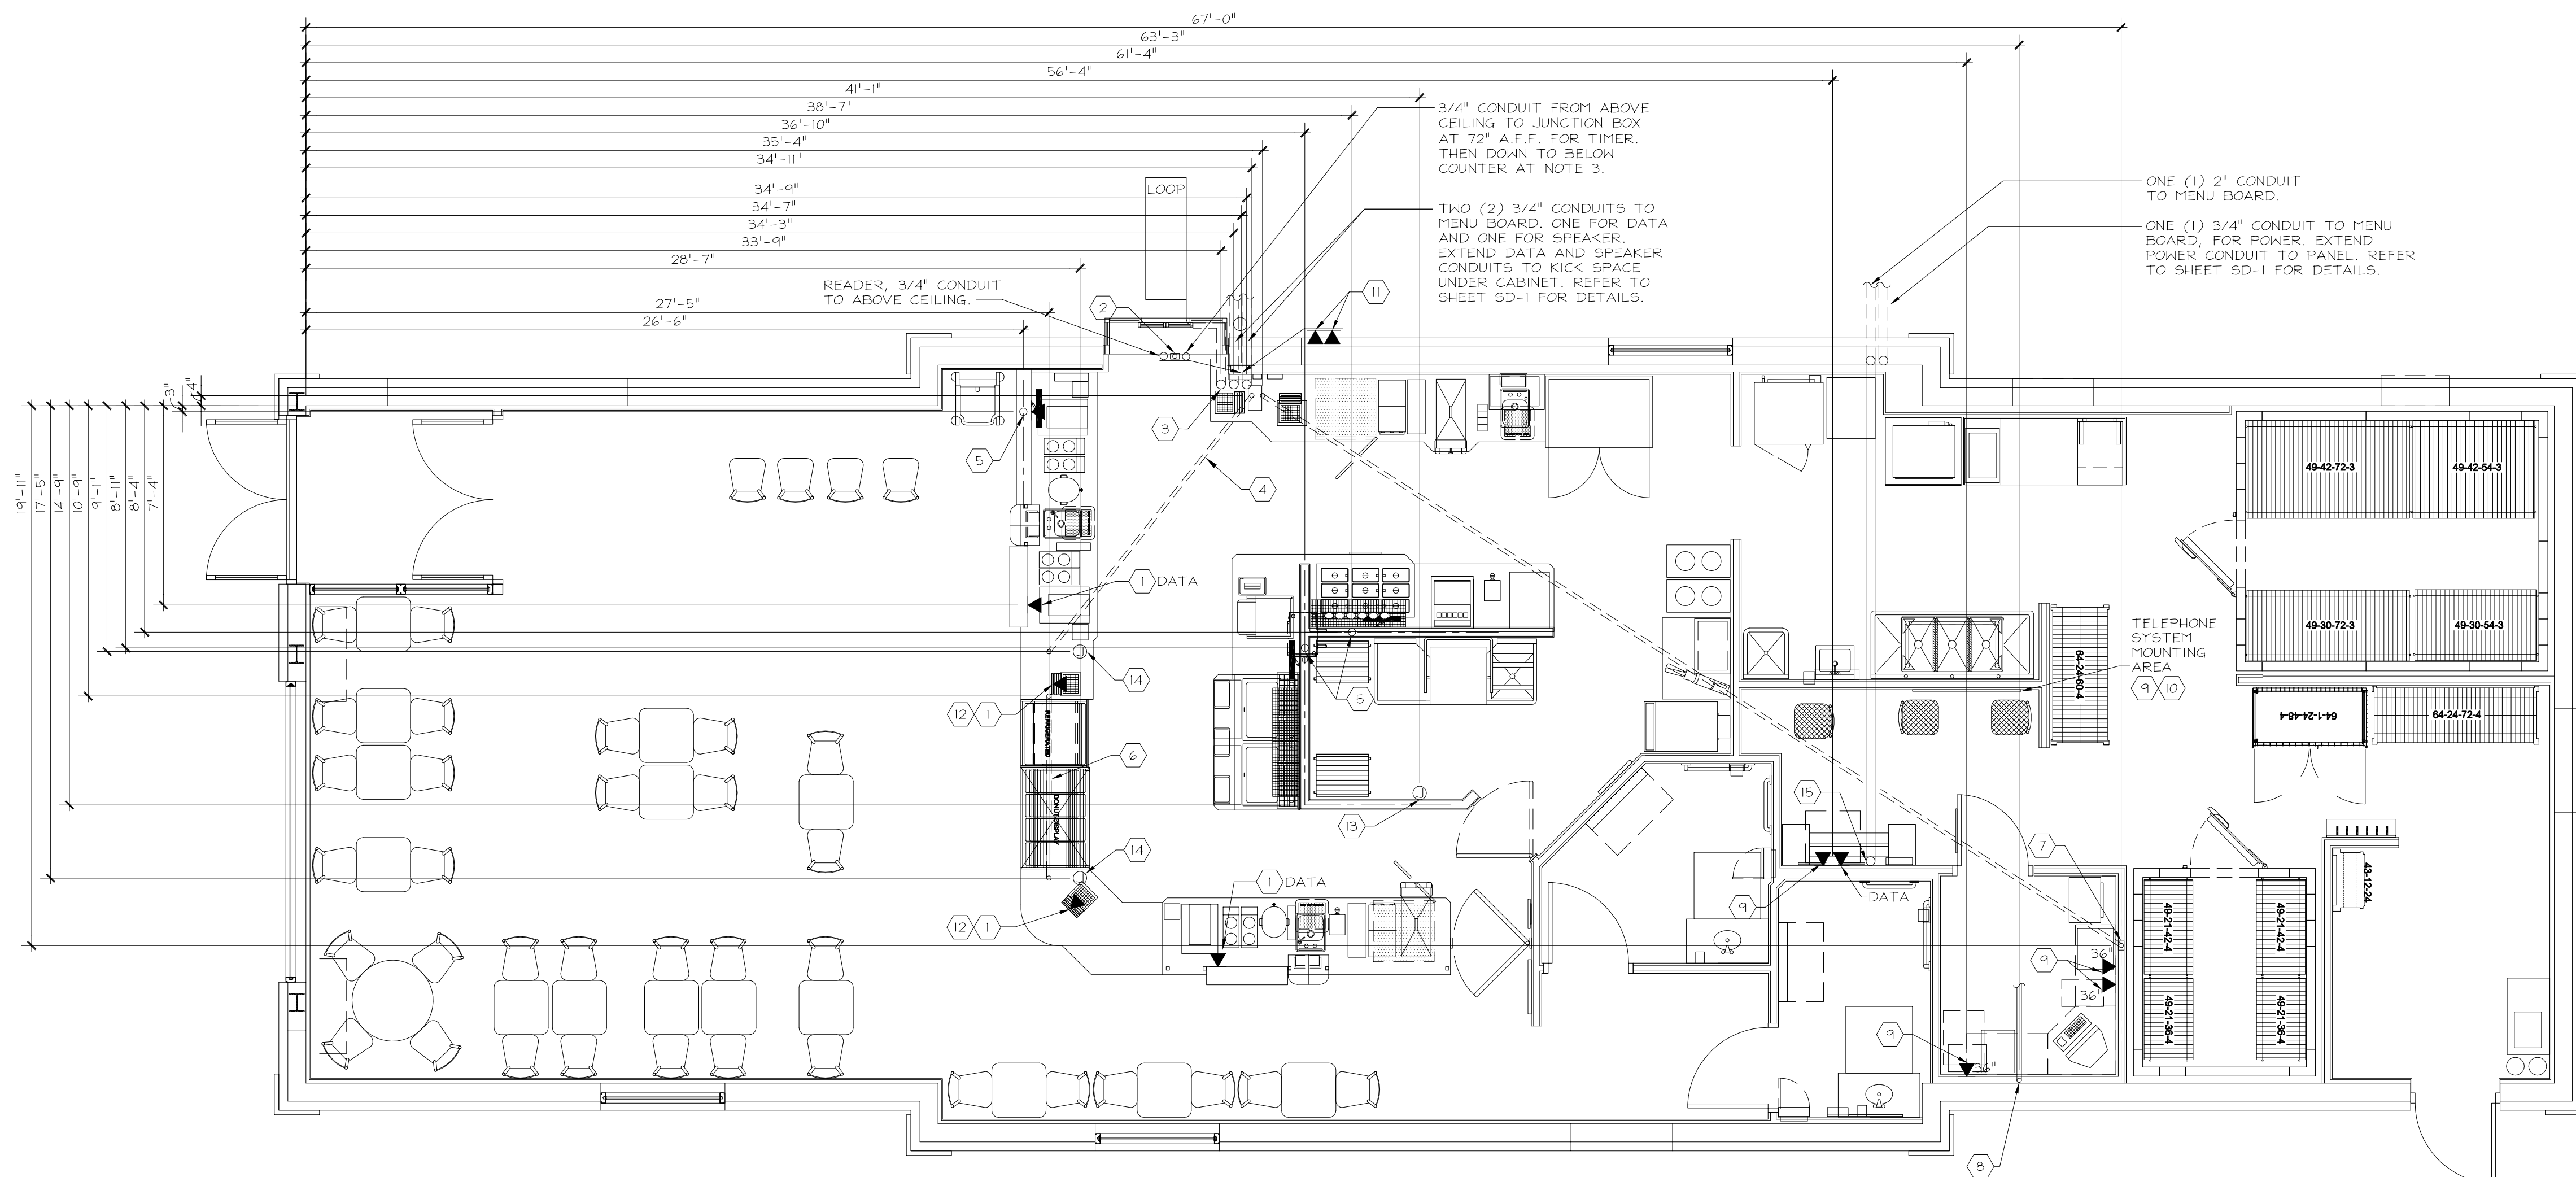 67'-0"
63'-3"
61'-4"
56'-4"
41'-1"
38'-7"
36'-10"
35'-4"
34'-11"
34'-9"
34'-7"
34'-3"
33'-9"
28'-7"
27'-5"
26'-6"
3/4" CONDUIT FROM ABOVE
CEILING TO JUNCTION BOX
AT 72" A.F.F. FOR TIMER.
THEN DOWN TO BELOW
COUNTER AT NOTE 3.
LOOP
TWO (2) 3/4" CONDUITS TO
MENU BOARD. ONE FOR DATA
AND ONE FOR SPEAKER.
EXTEND DATA AND SPEAKER
CONDUITS TO KICK SPACE
UNDER CABINET. REFER TO
SHEET SD-1 FOR DETAILS.
ONE (1) 2" CONDUIT
TO MENU BOARD.
ONE (1) 3/4" CONDUIT TO MENU
BOARD, FOR POWER. EXTEND
POWER CONDUIT TO PANEL. REFER
TO SHEET SD-1 FOR DETAILS.
READER, 3/4" CONDUIT
TO ABOVE CEILING.
2
11
3"
4"
19'-11"
17'-5"
14'-9"
10'-9"
9'-1"
8'-11"
8'-4"
7'-4"
3
5
4
49-42-72-3
49-42-54-3
1 DATA
49-30-72-3
49-30-54-3
TELEPHONE
SYSTEM
MOUNTING
AREA
9 10
64-24-60-4
14
5
12 1
REFRIGERATED
6
64-1-24-48-4
64-24-72-4
DONUT DISPLAY
13
15
7
14
1 DATA
9
DATA
43-12-24
12 1
49-21-42-4
49-21-42-4
9
36"
36"
49-21-36-4
49-21-36-4
9
36"
8